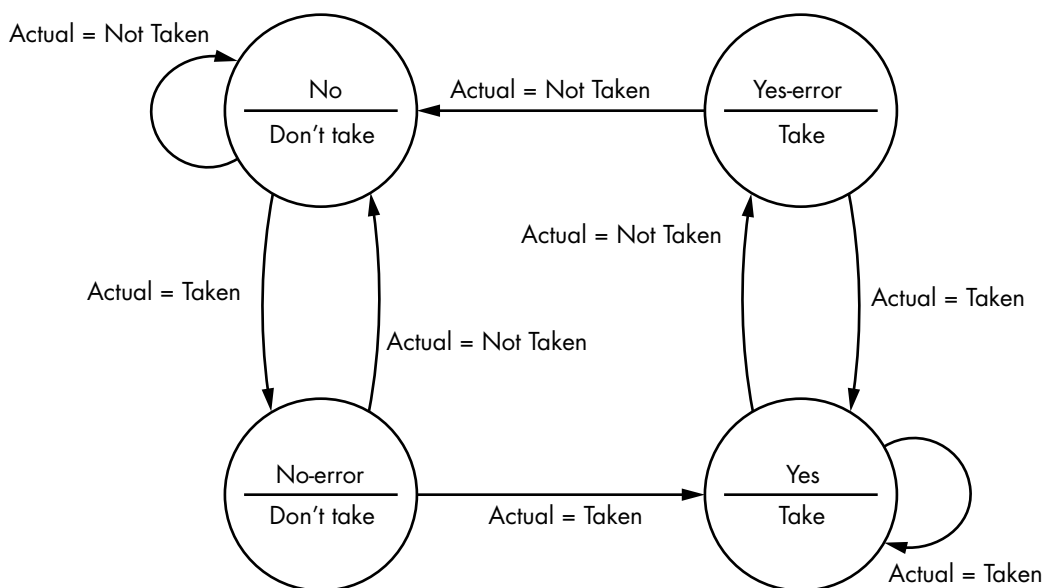 Actual = Not Taken
No
Don't take
Actual = Not Taken
Yes-error
Take
Actual = Taken
Actual = Not Taken
Actual = Not Taken
Actual = Taken
No-error
Don't take
Actual = Taken
Yes
Take
Actual = Taken